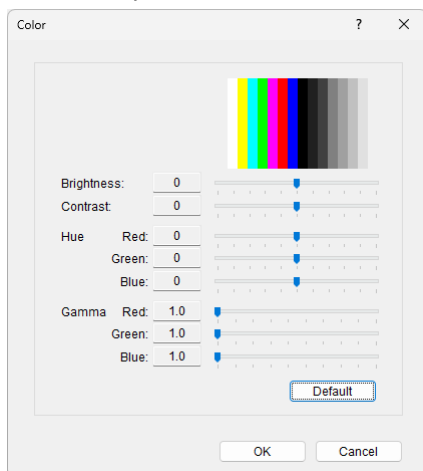 Color ? ×
Brightness: 0
Contrast: 0
Hue Red: 0
Green: 0
Blue: 0
Gamma Red: 1.0
Green: 1.0
Blue: 1.0
Default
OK Cancel